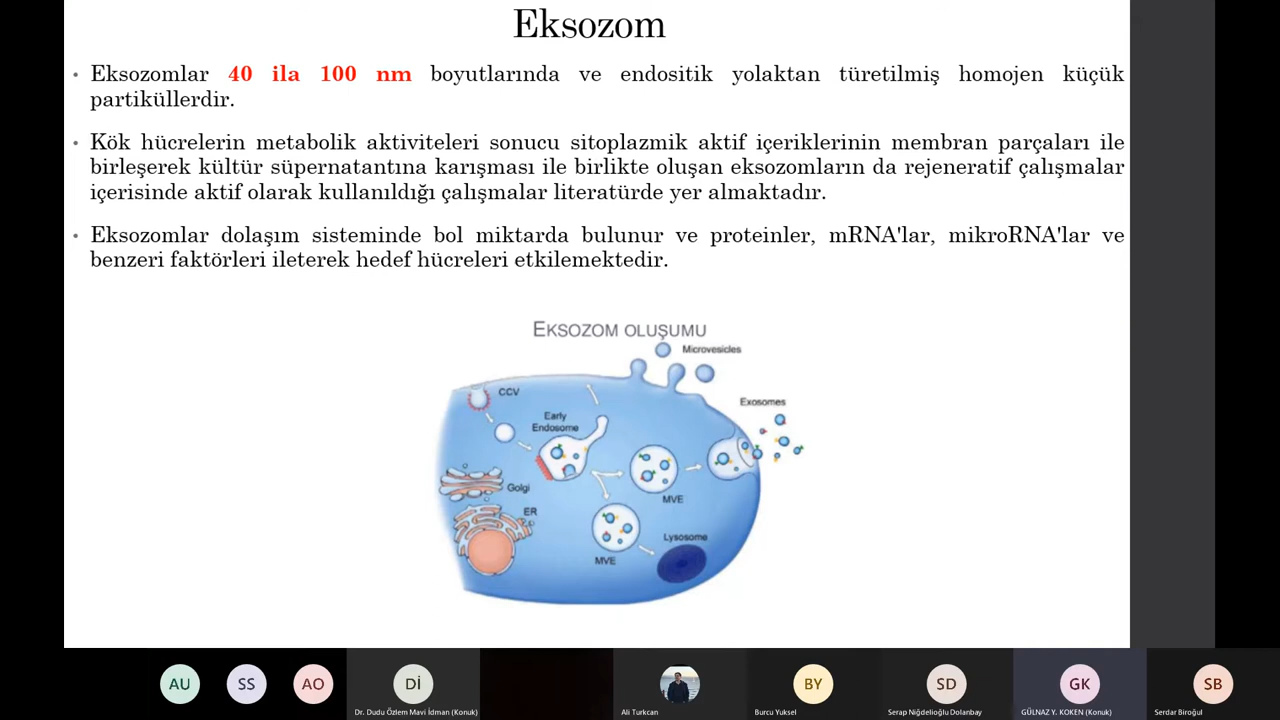 Eksozom
• Eksozomlar 40 ila 100 nm boyutlarında ve endositik yolaktan türetilmiş homojen küçük
partiküllerdir.
• Kök hücrelerin metabolik aktiviteleri sonucu sitoplazmik aktif içeriklerinin membran parçaları ile
birleşerek kültür süpernatantına karışması ile birlikte oluşan eksozomların da rejeneratif çalışmalar
içerisinde aktif olarak kullanıldığı çalışmalar literatürde yer almaktadır.
• Eksozomlar dolaşım sisteminde bol miktarda bulunur ve proteinler, mRNA'lar, mikroRNA'lar ve
benzeri faktörleri ileterek hedef hücreleri etkilemektedir.
EKSOZOM OLUŞUMU
Microvesicles
CCV
Exosomes
Early
Endosome
Golgi
MVE
ER
Lysosome
MVE
AU
SS
AO
Dİ
BY
SD
GK
SB
Dr. Dudu Özlem Mavi İdman (Konuk)
Ali Turkcan
Burcu Yuksel
Serap Niğdelioğlu Dolanbay
GÜLNAZ Y. KOKEN (Konuk)
Serdar Biroğul